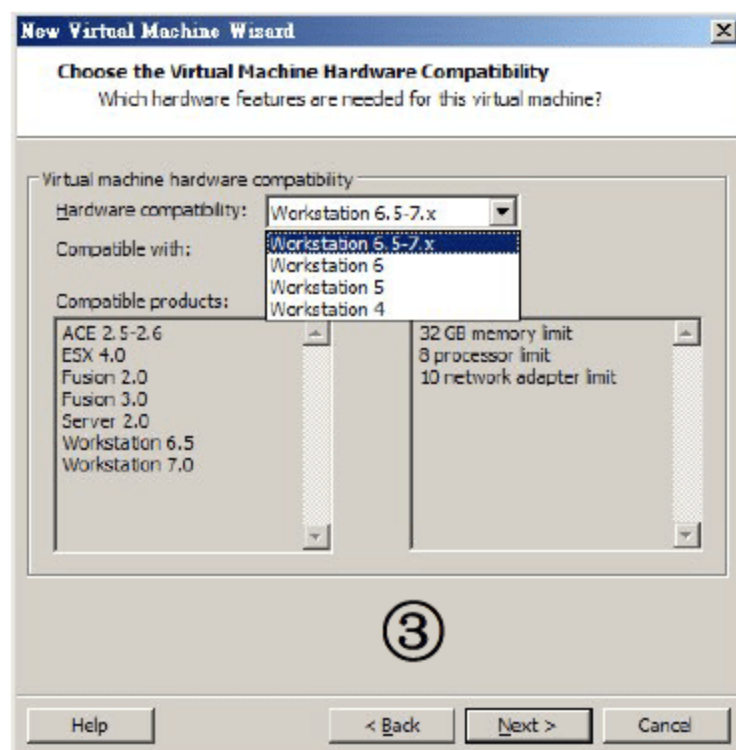 New Virtual Machine Wizard
Choose the Virtual Machine Hardware Compatibility
Which hardware features are needed for this virtual machine?
Virtual machine hardware compatibility
Hardware compatibility: Workstation 6.5-7.x
Workstation 6.5-7.x
Workstation 6
Workstation 5
Workstation 4
Compatible with:
Compatible products:
ACE 2.5-2.6
ESX 4.0
Fusion 2.0
Fusion 3.0
Server 2.0
Workstation 6.5
Workstation 7.0
32 GB memory limit
8 processor limit
10 network adapter limit
③
Help < Back Next > Cancel